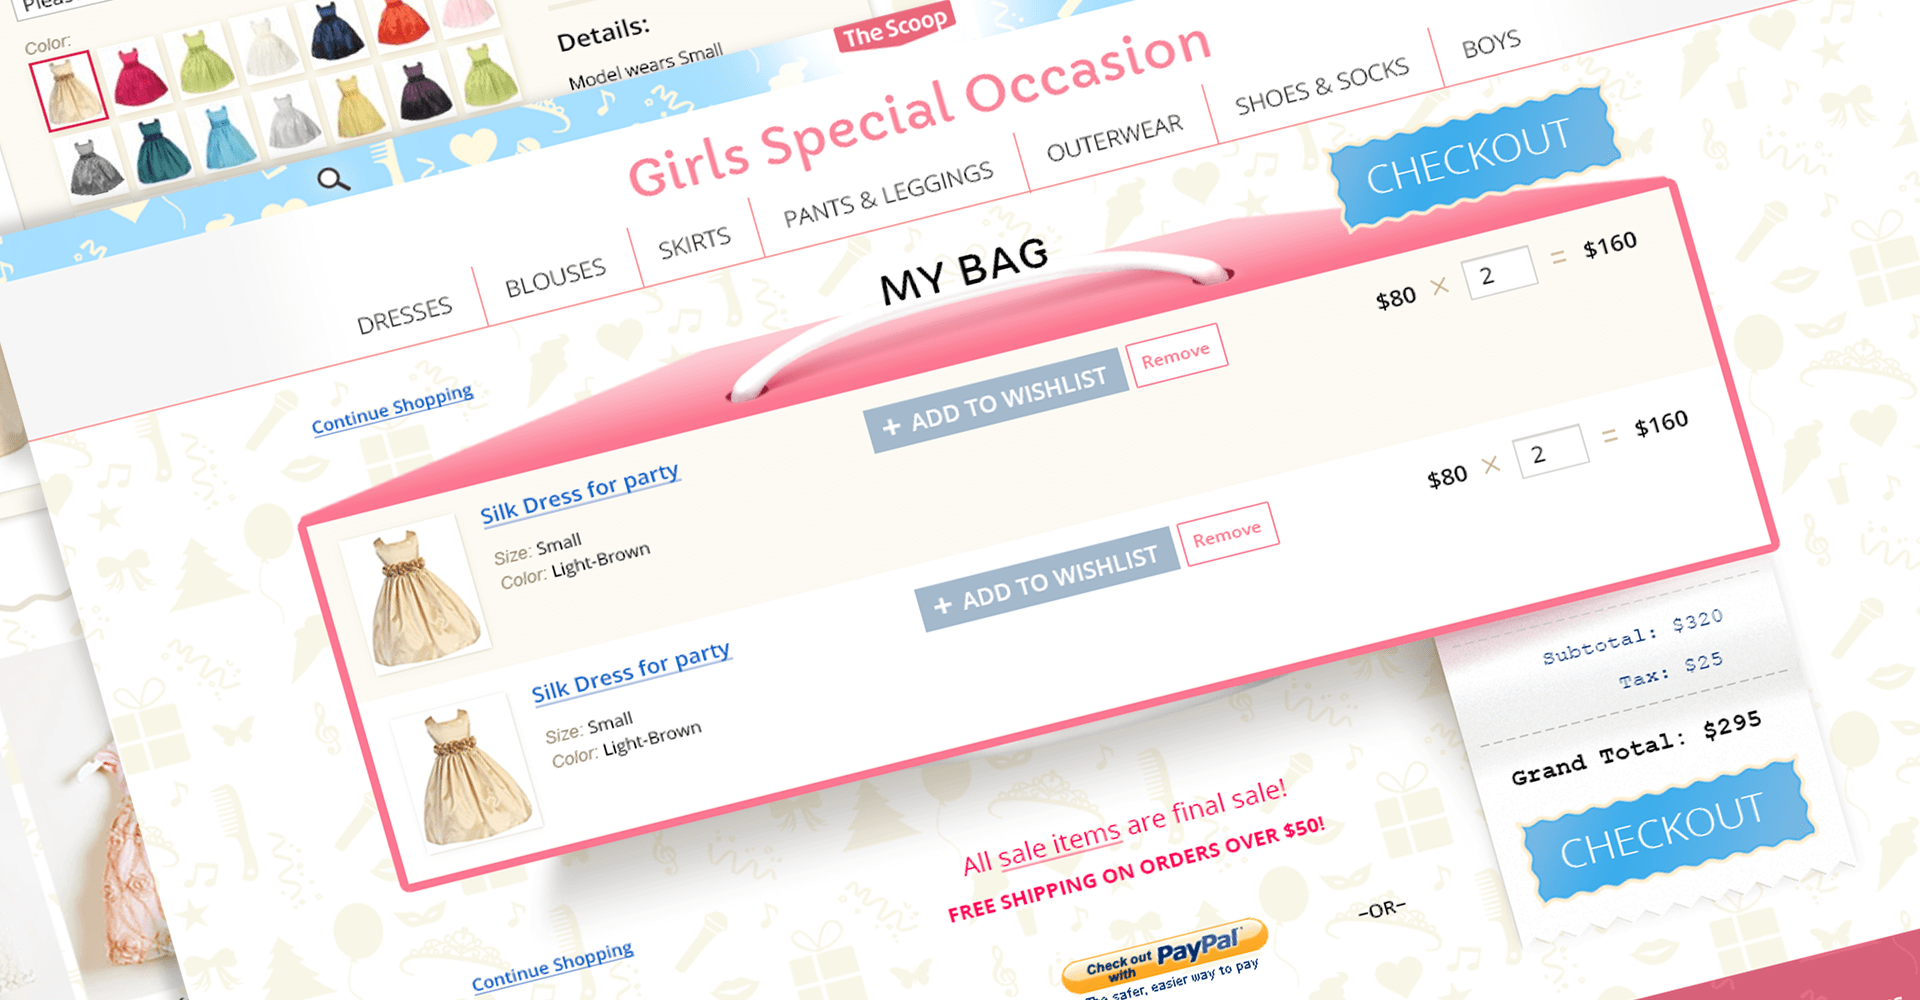 Color:
Details:
Model wears Small
The Scoop
Girls Special Occasion
DRESSES
BLOUSES
SKIRTS
PANTS & LEGGINGS
OUTERWEAR
SHOES & SOCKS
BOYS
CHECKOUT
MY BAG
Continue Shopping
Silk Dress for party
Size: Small
Color: Light-Brown
+ ADD TO WISHLIST
Remove
$80 × 2 = $160
Silk Dress for party
Size: Small
Color: Light-Brown
+ ADD TO WISHLIST
Remove
$80 × 2 = $160
Subtotal: $320
Tax: $25
Grand Total: $295
CHECKOUT
All sale items are final sale!
FREE SHIPPING ON ORDERS OVER $50!
–OR–
Check out
with PayPal
The safer, easier way to pay
Continue Shopping